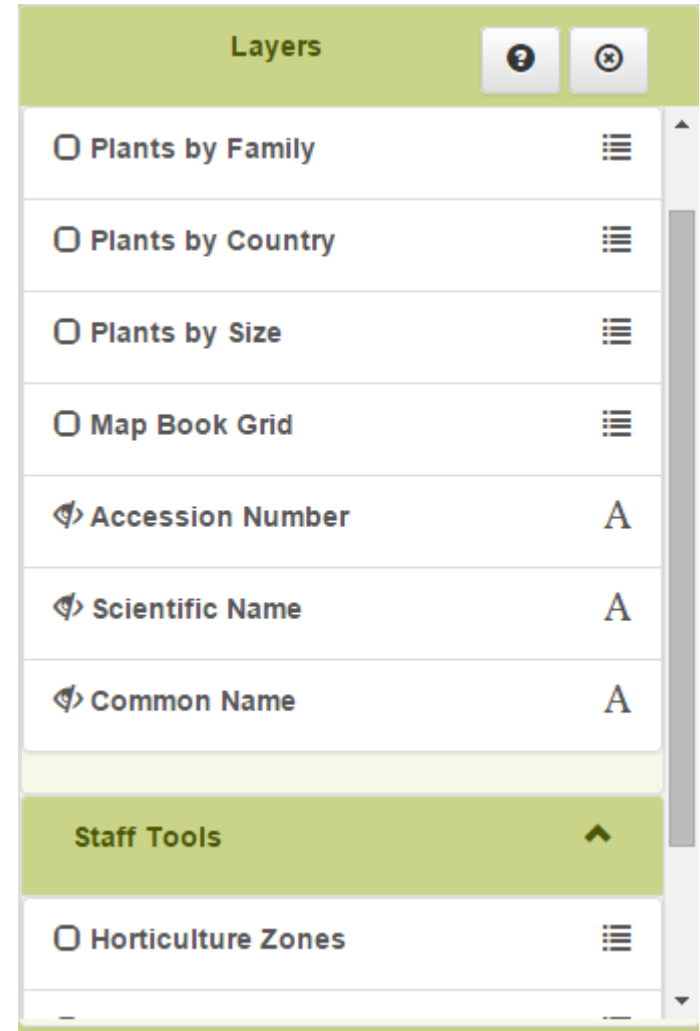 Layers
Plants by Family
Plants by Country
Plants by Size
Map Book Grid
Accession Number
A
Scientific Name
A
Common Name
A
Staff Tools
Horticulture Zones